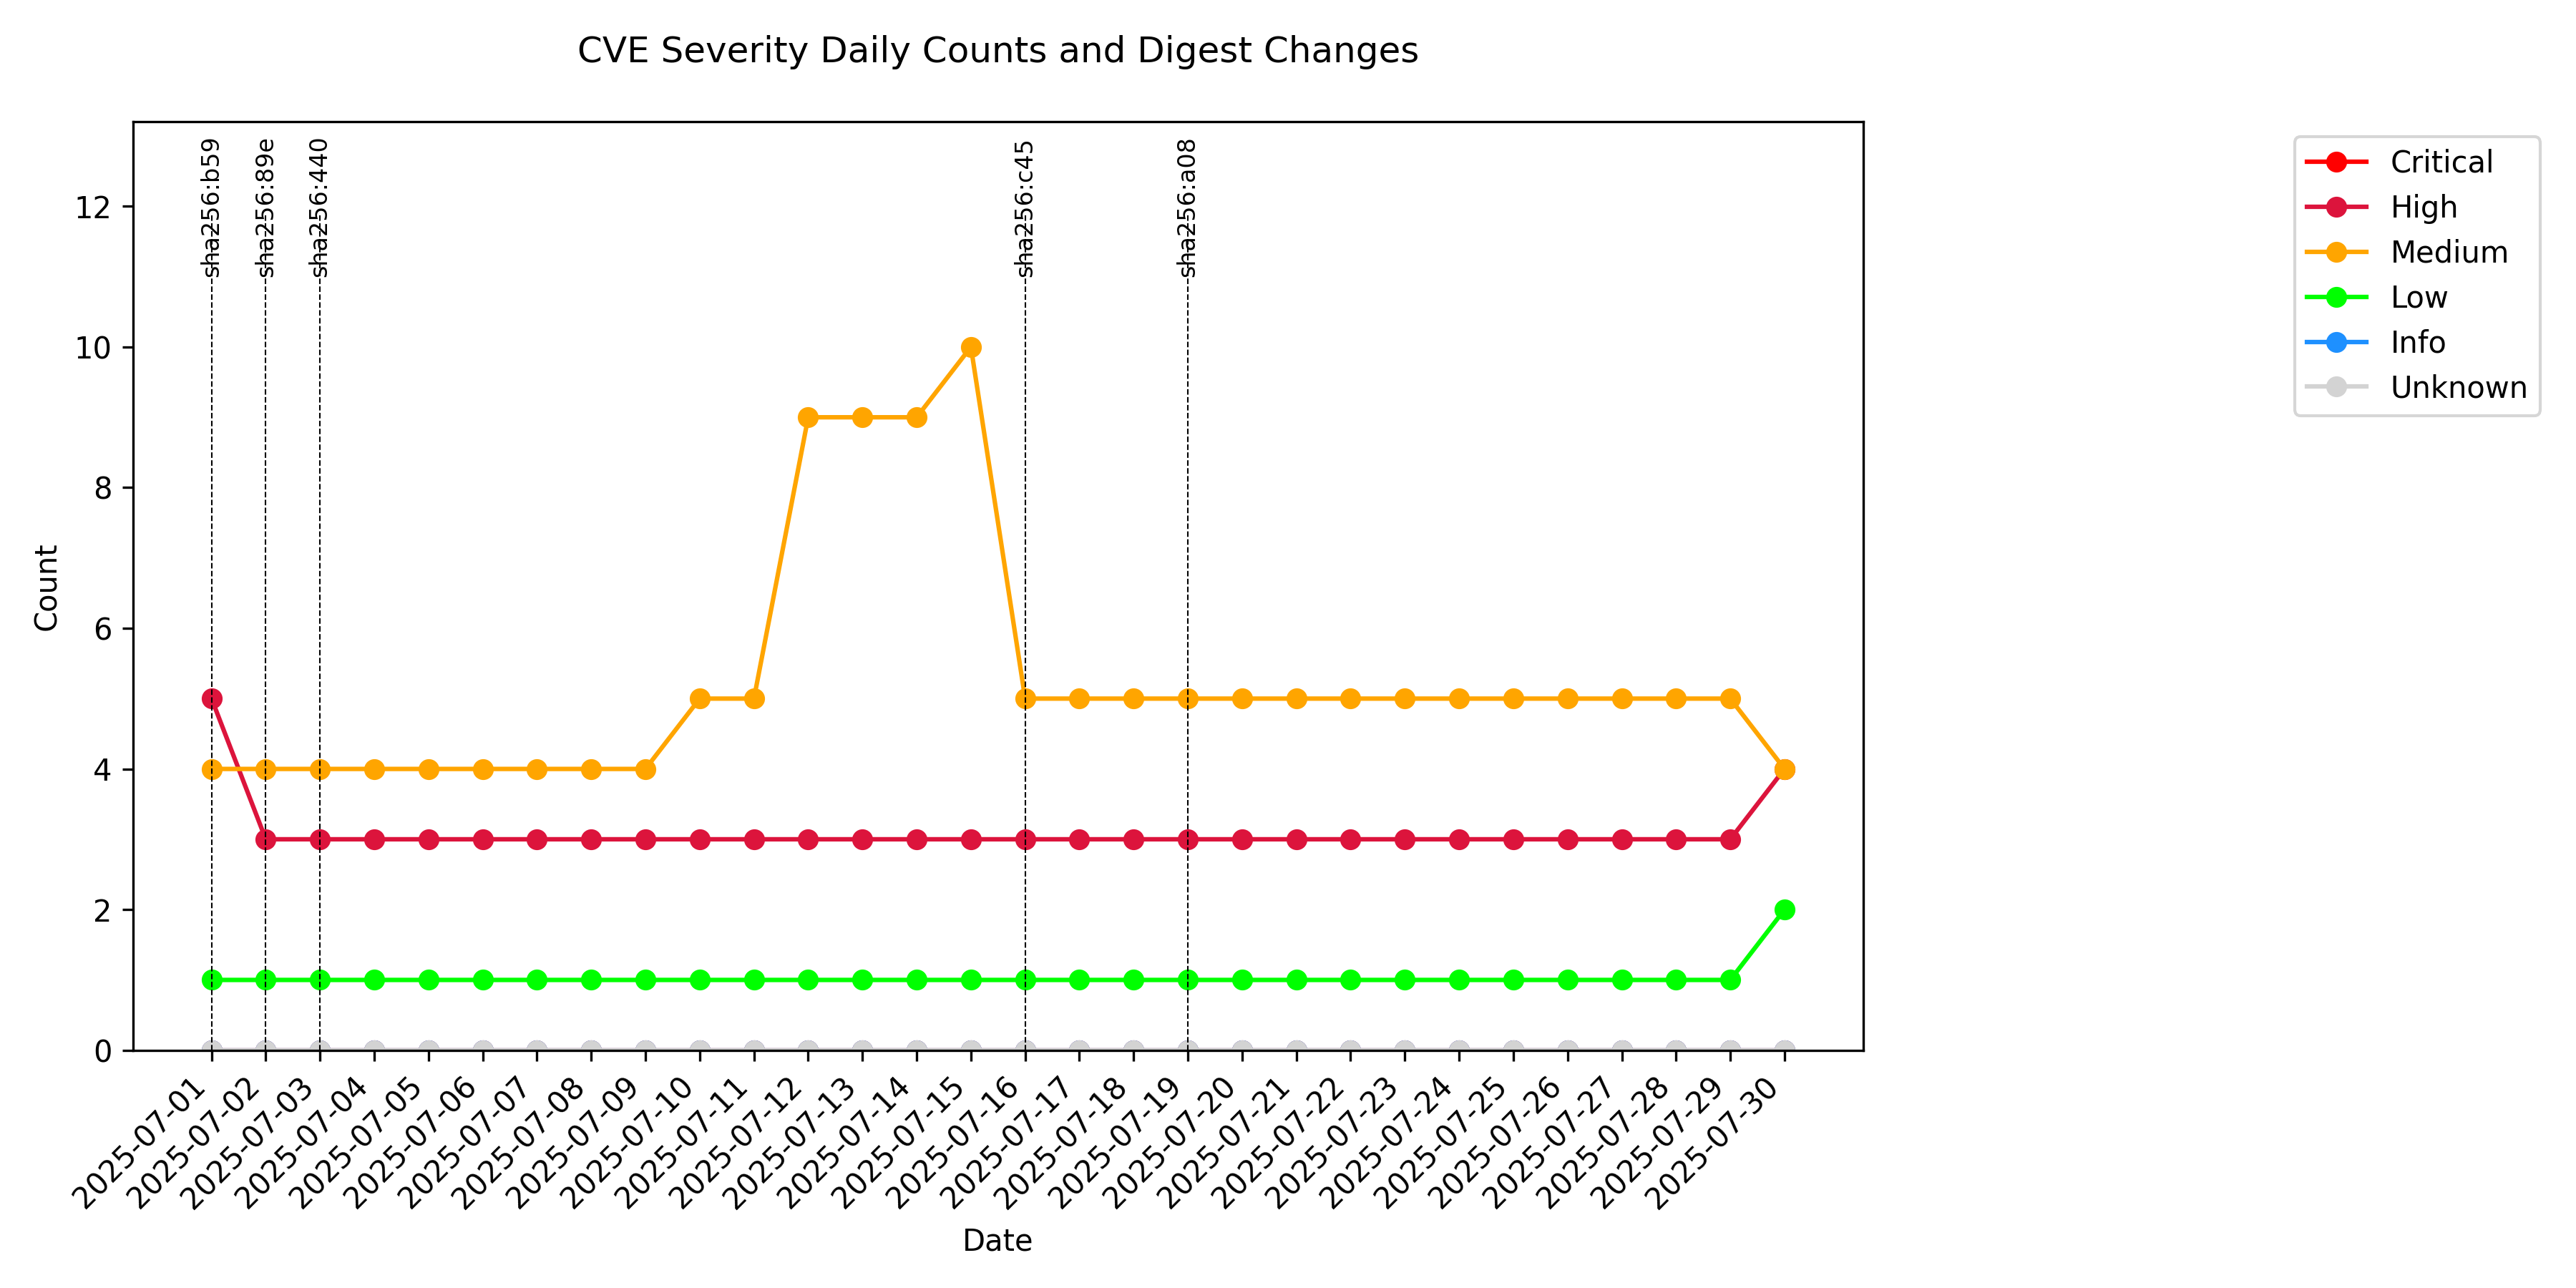 CVE Severity Daily Counts and Digest Changes
sha256:b59
sha256:89e
sha256:440
sha256:c45
sha256:a08
Critical
High
Medium
Low
Info
Unknown
12
10
8
6
4
2
0
Count
2025-07-01
2025-07-02
2025-07-03
2025-07-04
2025-07-05
2025-07-06
2025-07-07
2025-07-08
2025-07-09
2025-07-10
2025-07-11
2025-07-12
2025-07-13
2025-07-14
2025-07-15
2025-07-16
2025-07-17
2025-07-18
2025-07-19
2025-07-20
2025-07-21
2025-07-22
2025-07-23
2025-07-24
2025-07-25
2025-07-26
2025-07-27
2025-07-28
2025-07-29
2025-07-30
Date